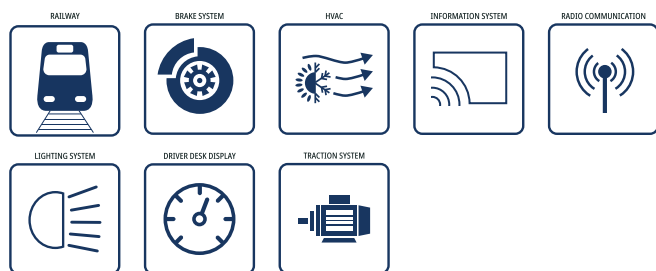 RAILWAY
BRAKE SYSTEM
HVAC
INFORMATION SYSTEM
RADIO COMMUNICATION
LIGHTING SYSTEM
DRIVER DESK DISPLAY
TRACTION SYSTEM